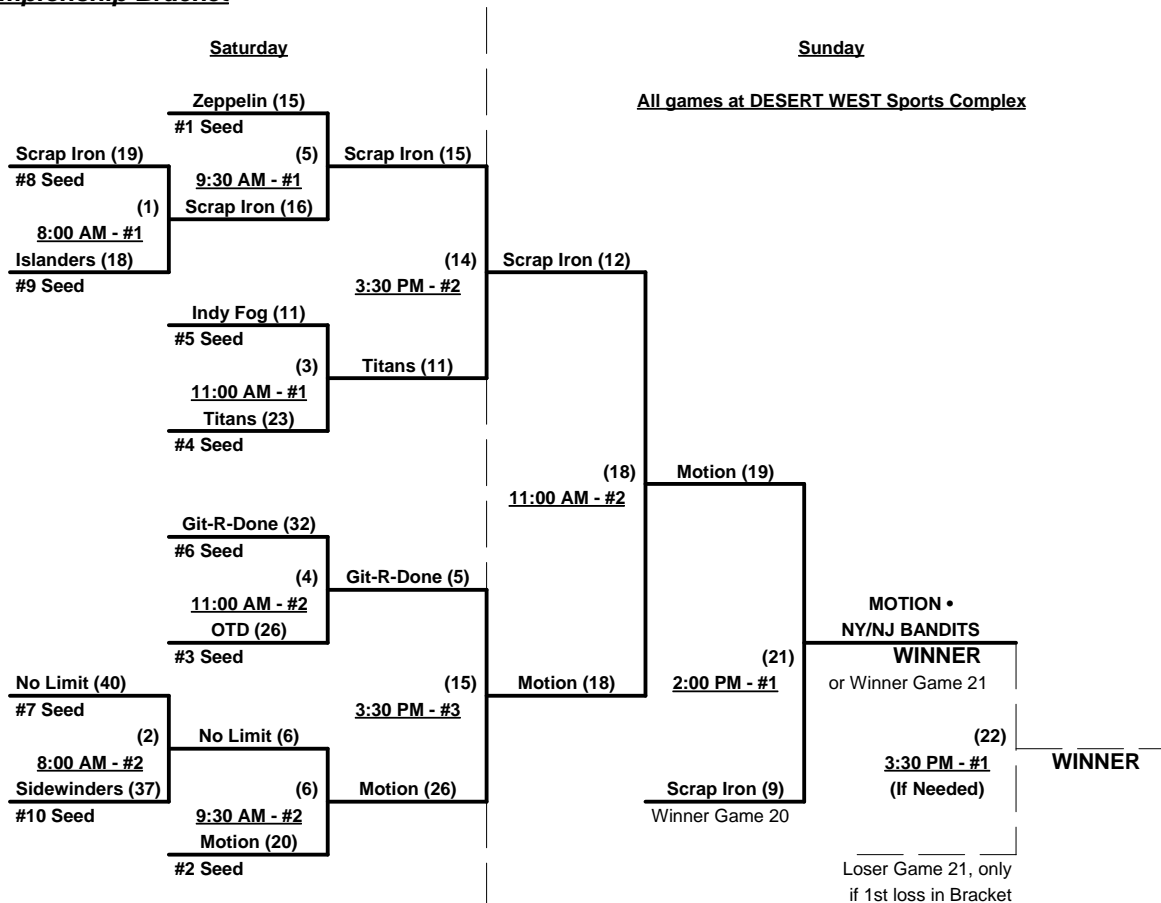 Saturday
Sunday
All games at DESERT WEST Sports Complex
Zeppelin (15)
#1 Seed
Scrap Iron (19)
#8 Seed
(5)
9:30 AM - #1
Scrap Iron (15)
(1)
8:00 AM - #1
Scrap Iron (16)
Islanders (18)
#9 Seed
(14)
3:30 PM - #2
Scrap Iron (12)
Indy Fog (11)
#5 Seed
(3)
11:00 AM - #1
Titans (11)
Titans (23)
#4 Seed
(18)
11:00 AM - #2
Motion (19)
Git-R-Done (32)
#6 Seed
(4)
11:00 AM - #2
Git-R-Done (5)
OTD (26)
#3 Seed
MOTION •
NY/NJ BANDITS
WINNER
or Winner Game 21
(21)
2:00 PM - #1
No Limit (40)
#7 Seed
(15)
3:30 PM - #3
Motion (18)
(2)
8:00 AM - #2
No Limit (6)
Sidewinders (37)
#10 Seed
(6)
9:30 AM - #2
Motion (26)
Motion (20)
#2 Seed
Scrap Iron (9)
Winner Game 20
(22)
3:30 PM - #1
(If Needed)
WINNER
Loser Game 21, only
if 1st loss in Bracket